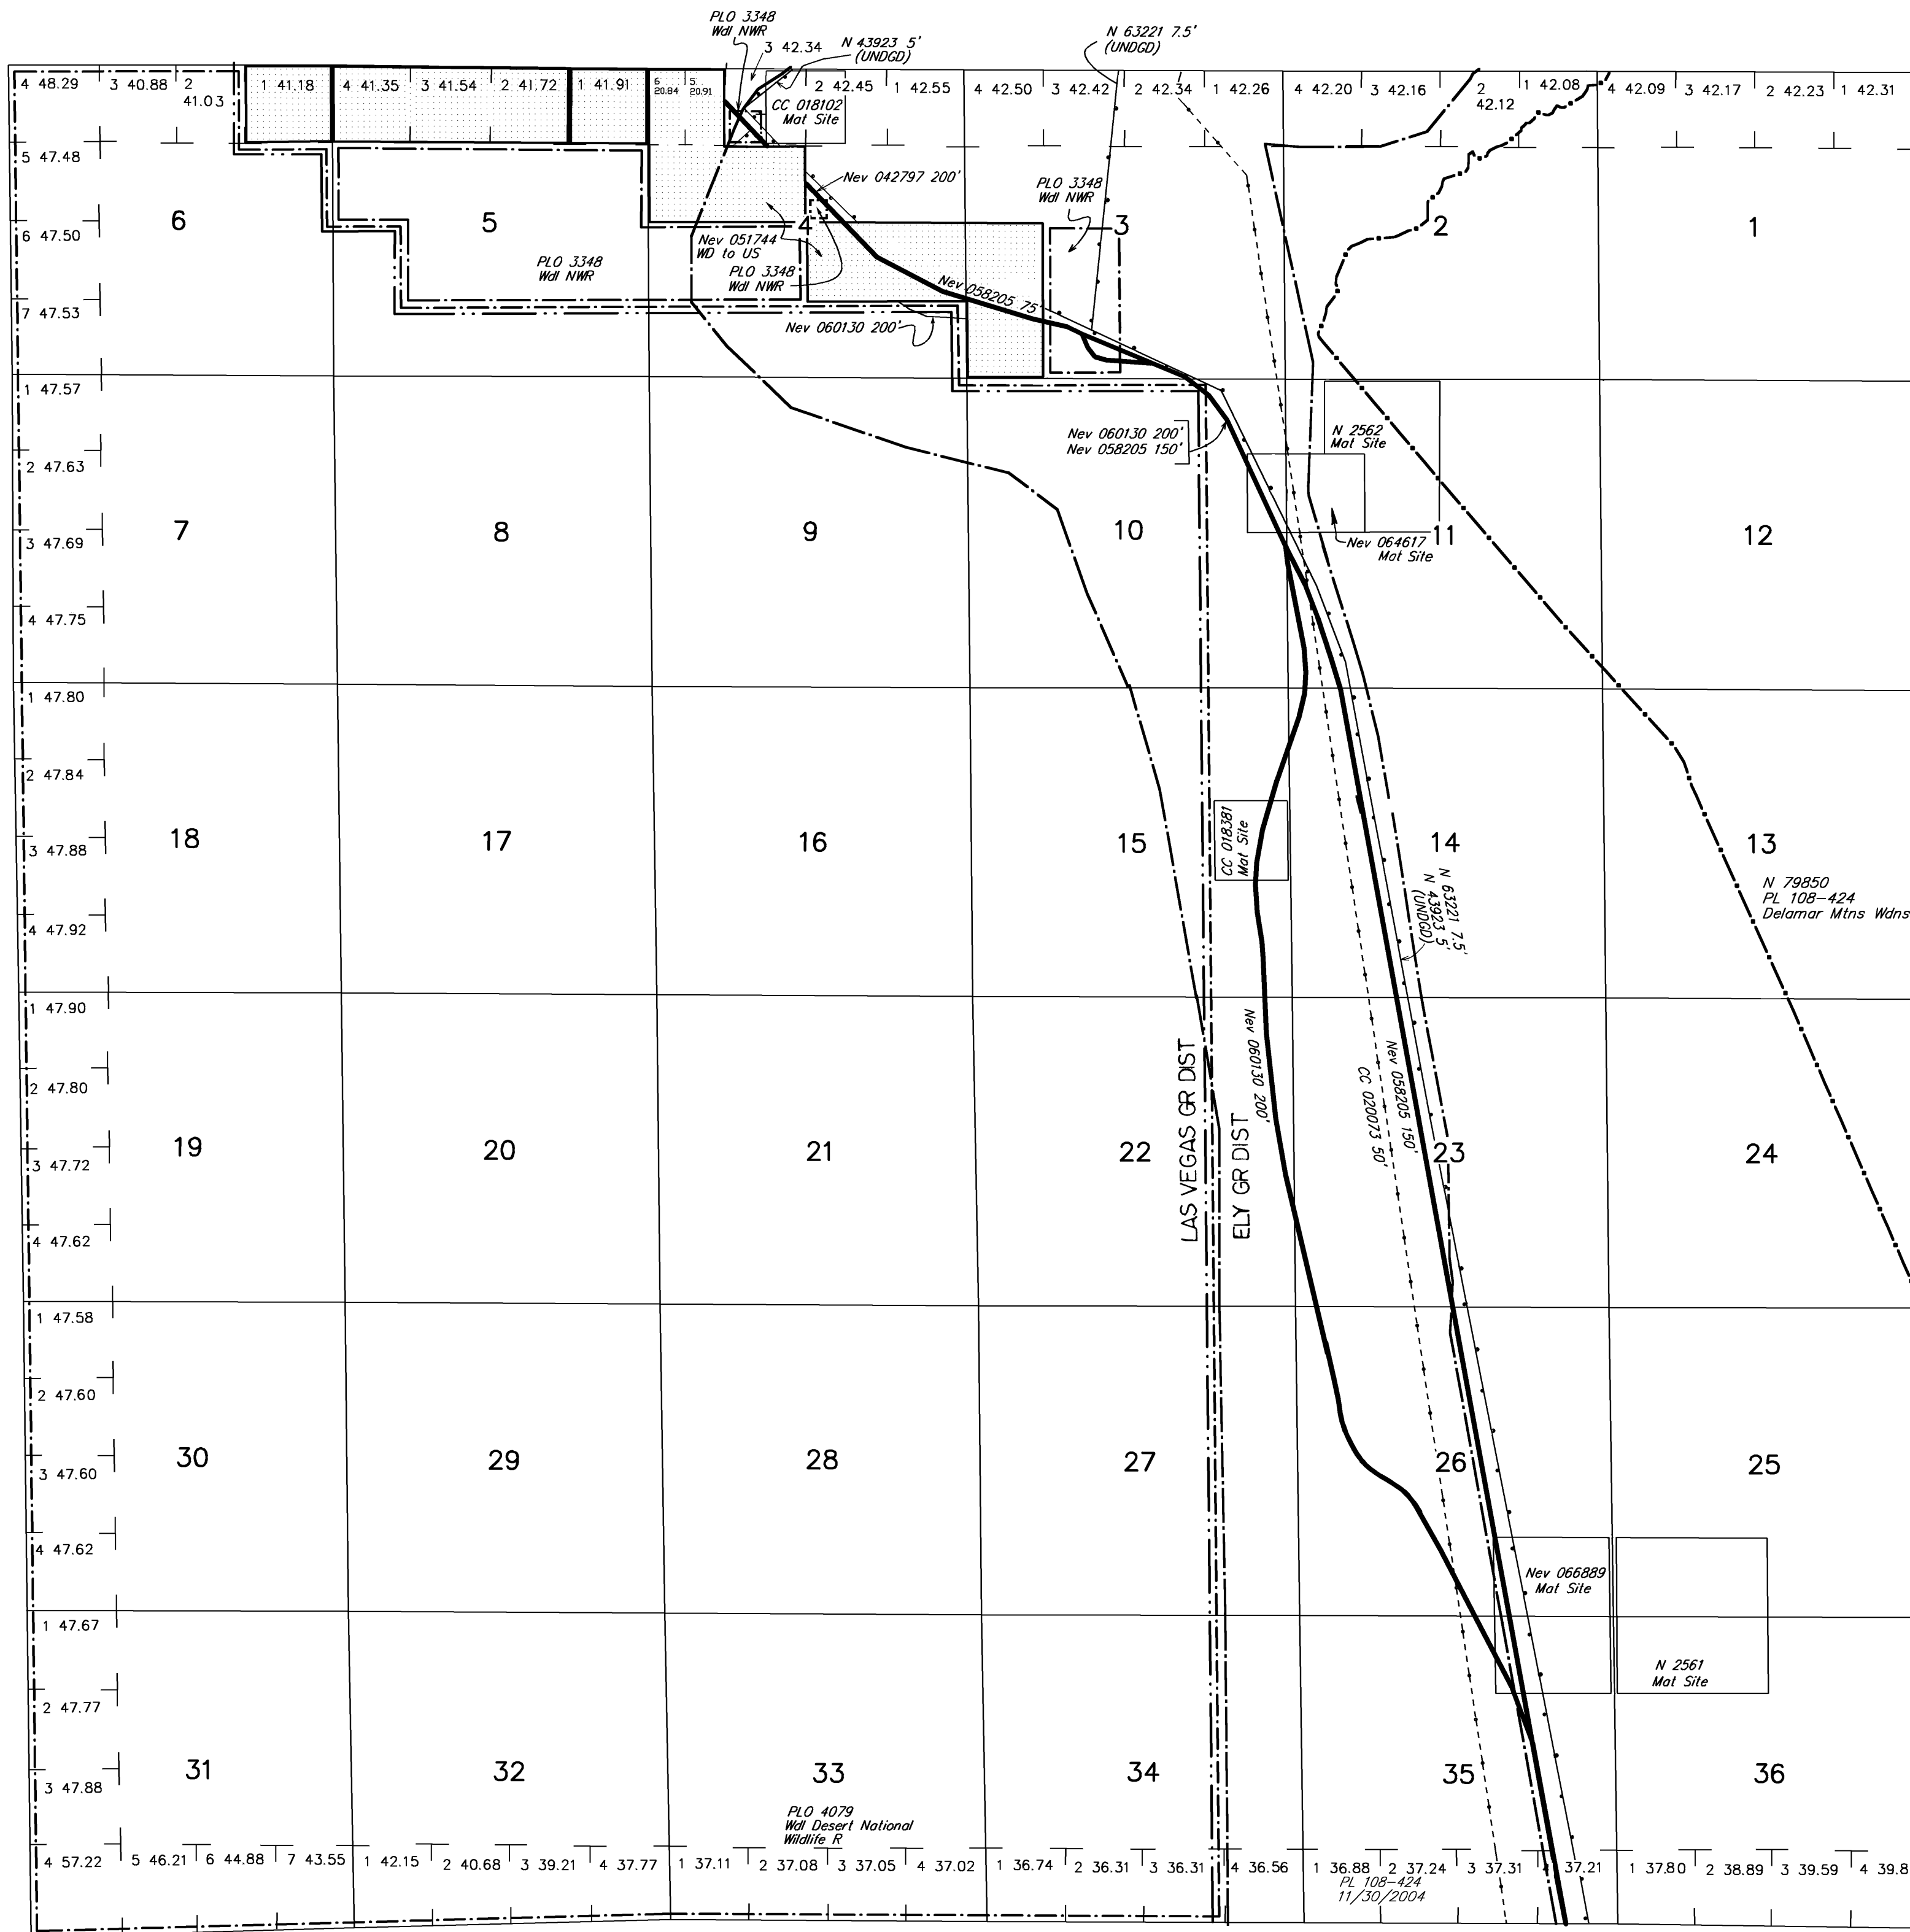 PLO 3348
Wdl NWR
3 42.34
N 43923 5'
(UNDGD)
N 63221 7.5'
(UNDGD)
4 48.29
3 40.88
2
41.03
1 41.18
4 41.35
3 41.54
2 41.72
1 41.91
6
20.84
5
20.91
2 42.45
1 42.55
4 42.50
3 42.42
2 42.34
1 42.26
4 42.20
3 42.16
2
42.12
1 42.08
4 42.09
3 42.17
2 42.23
1 42.31
CC 018102
Mat Site
5 47.48
Nev 042797 200'
PLO 3348
Wdl NWR
6
5
4
3
2
1
6 47.50
Nev 051744
WD to US
PLO 3348
Wdl NWR
PLO 3348
Wdl NWR
Nev 058205 75'
7 47.53
Nev 060130 200'
1 47.57
Nev 060130 200'
Nev 058205 150'
N 2562
Mat Site
2 47.63
7
8
9
10
11
12
3 47.69
Nev 064617
Mat Site
4 47.75
1 47.80
2 47.84
CC 018381
Mat Site
18
17
16
15
14
13
3 47.88
N 79850
PL 108-424
Delamar Mtns Wdns
N 63221 7.5'
N 43923 5'
(UNDGD)
4 47.92
1 47.90
Nev 060130 200'
Nev 058205 150'
CC 020073 50'
LAS VEGAS GR DIST
ELY GR DIST
2 47.80
19
20
21
22
23
24
3 47.72
4 47.62
1 47.58
2 47.60
30
29
28
27
26
25
3 47.60
4 47.62
Nev 066889
Mat Site
1 47.67
N 2561
Mat Site
2 47.77
31
32
33
34
35
36
3 47.88
PLO 4079
Wdl Desert National
Wildlife R
4 57.22
5 46.21
6 44.88
7 43.55
1 42.15
2 40.68
3 39.21
4 37.77
1 37.11
2 37.08
3 37.05
4 37.02
1 36.74
2 36.31
3 36.31
4 36.56
1 36.88
2 37.24
3 37.31
4 37.21
1 37.80
2 38.89
3 39.59
4 39.8
PL 108-424
11/30/2004